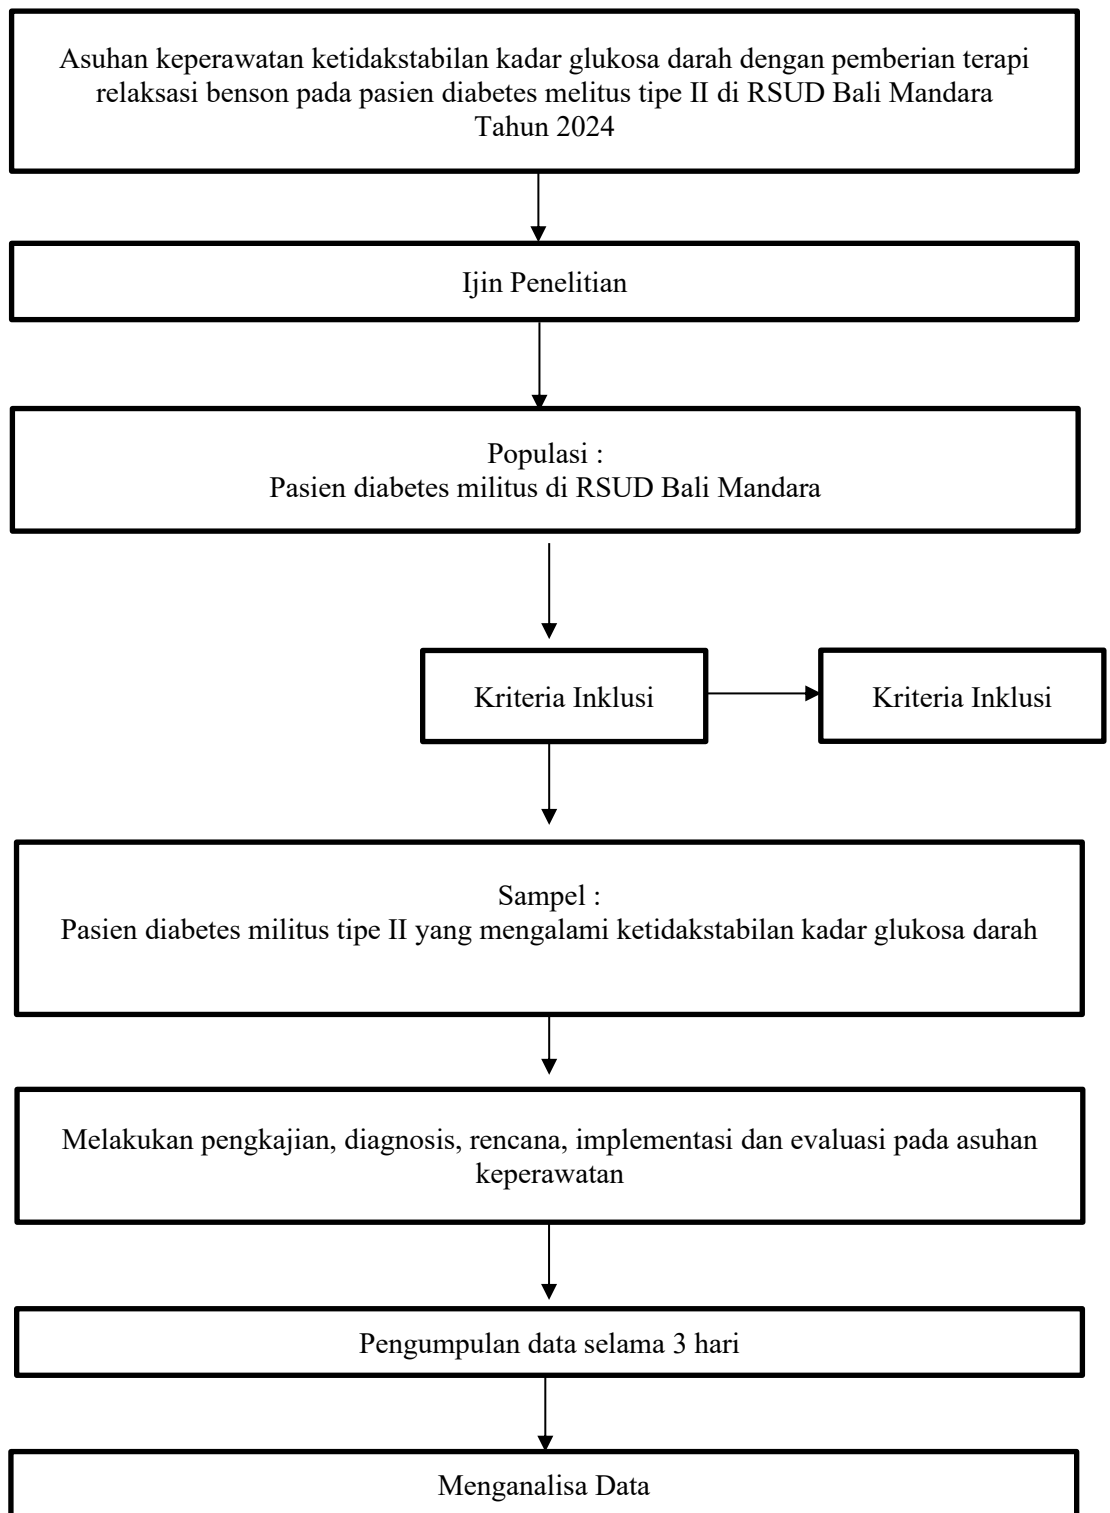 Asuhan keperawatan ketidakstabilan kadar glukosa darah dengan pemberian terapi
relaksasi benson pada pasien diabetes melitus tipe II di RSUD Bali Mandara
Tahun 2024
Ijin Penelitian
Populasi :
Pasien diabetes militus di RSUD Bali Mandara
Kriteria Inklusi
Kriteria Inklusi
Sampel :
Pasien diabetes militus tipe II yang mengalami ketidakstabilan kadar glukosa darah
Melakukan pengkajian, diagnosis, rencana, implementasi dan evaluasi pada asuhan
keperawatan
Pengumpulan data selama 3 hari
Menganalisa Data